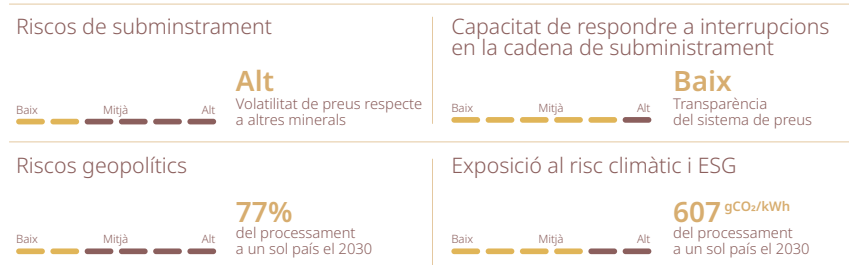 Riscos de subminstrament
Baix Mitjà Alt
Alt
Volatilitat de preus respecte
a altres minerals
Capacitat de respondre a interrupcions
en la cadena de subministrament
Baix Mitjà Alt
Baix
Transparència
del sistema de preus
Riscos geopolítics
Baix Mitjà Alt
77%
del processament
a un sol país el 2030
Exposició al risc climàtic i ESG
Baix Mitjà Alt
607 gCO₂/kWh
del processament
a un sol país el 2030